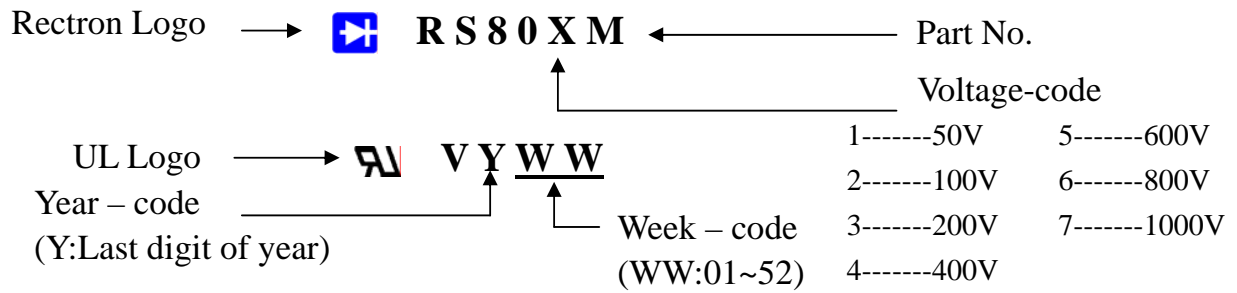 Rectron Logo RS80XM Part No.
Voltage-code
1-------50V 5-------600V
UL Logo VYWW
2-------100V 6-------800V
Year – code
Week – code 3-------200V 7-------1000V
(Y:Last digit of year)
(WW:01~52) 4-------400V